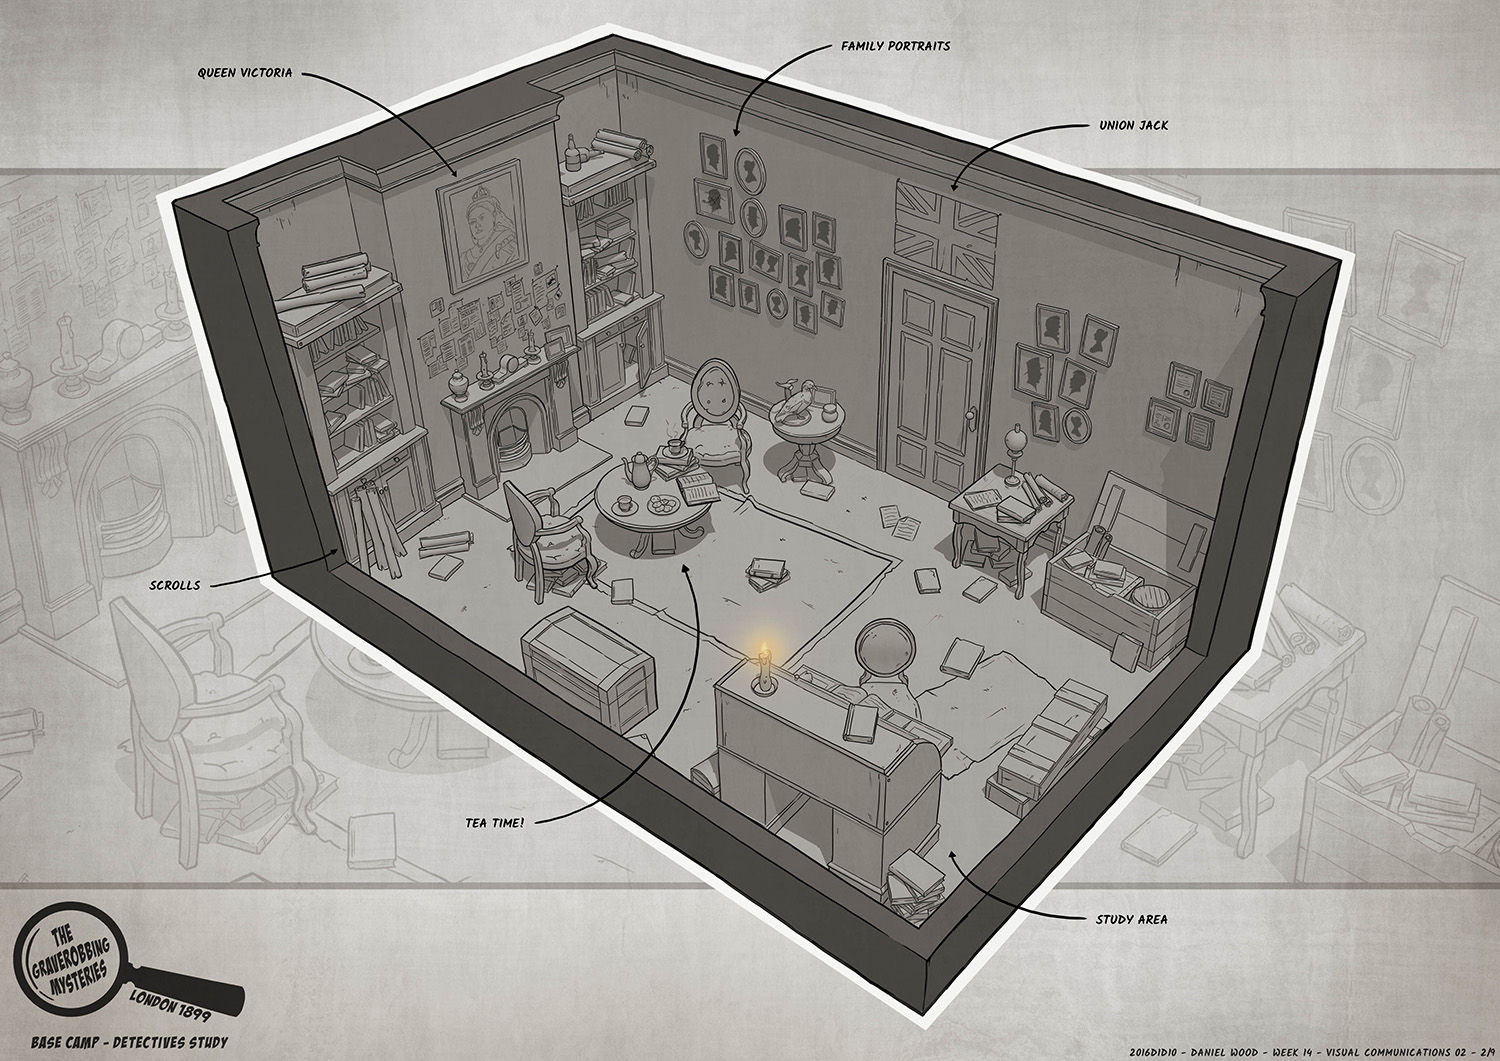 FAMILY PORTRAITS
QUEEN VICTORIA
UNION JACK
SCROLLS
TEA TIME!
STUDY AREA
THE
GRAVEROBBING
MYSTERIES
LONDON 1899
BASE CAMP - DETECTIVES STUDY
2016DID10 - DANIEL WOOD - WEEK 14 - VISUAL COMMUNICATIONS 02 - 2/9